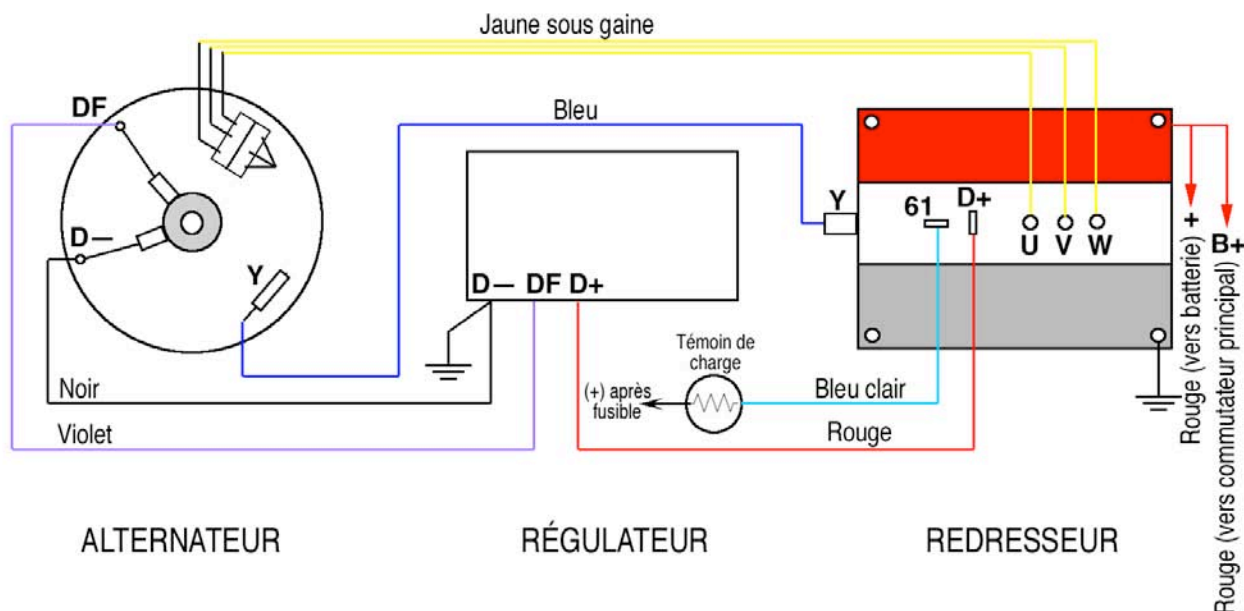 Jaune sous gaine
DF
Bleu
D—
Y
Y
61
D+
U V W
+
B+
D— DF D+
Témoin de
charge
(+) après
fusible
Bleu clair
Noir
Violet
Rouge
Rouge (vers batterie)
Rouge (vers commutateur principal)
ALTERNATEUR
RÉGULATEUR
REDRESSEUR